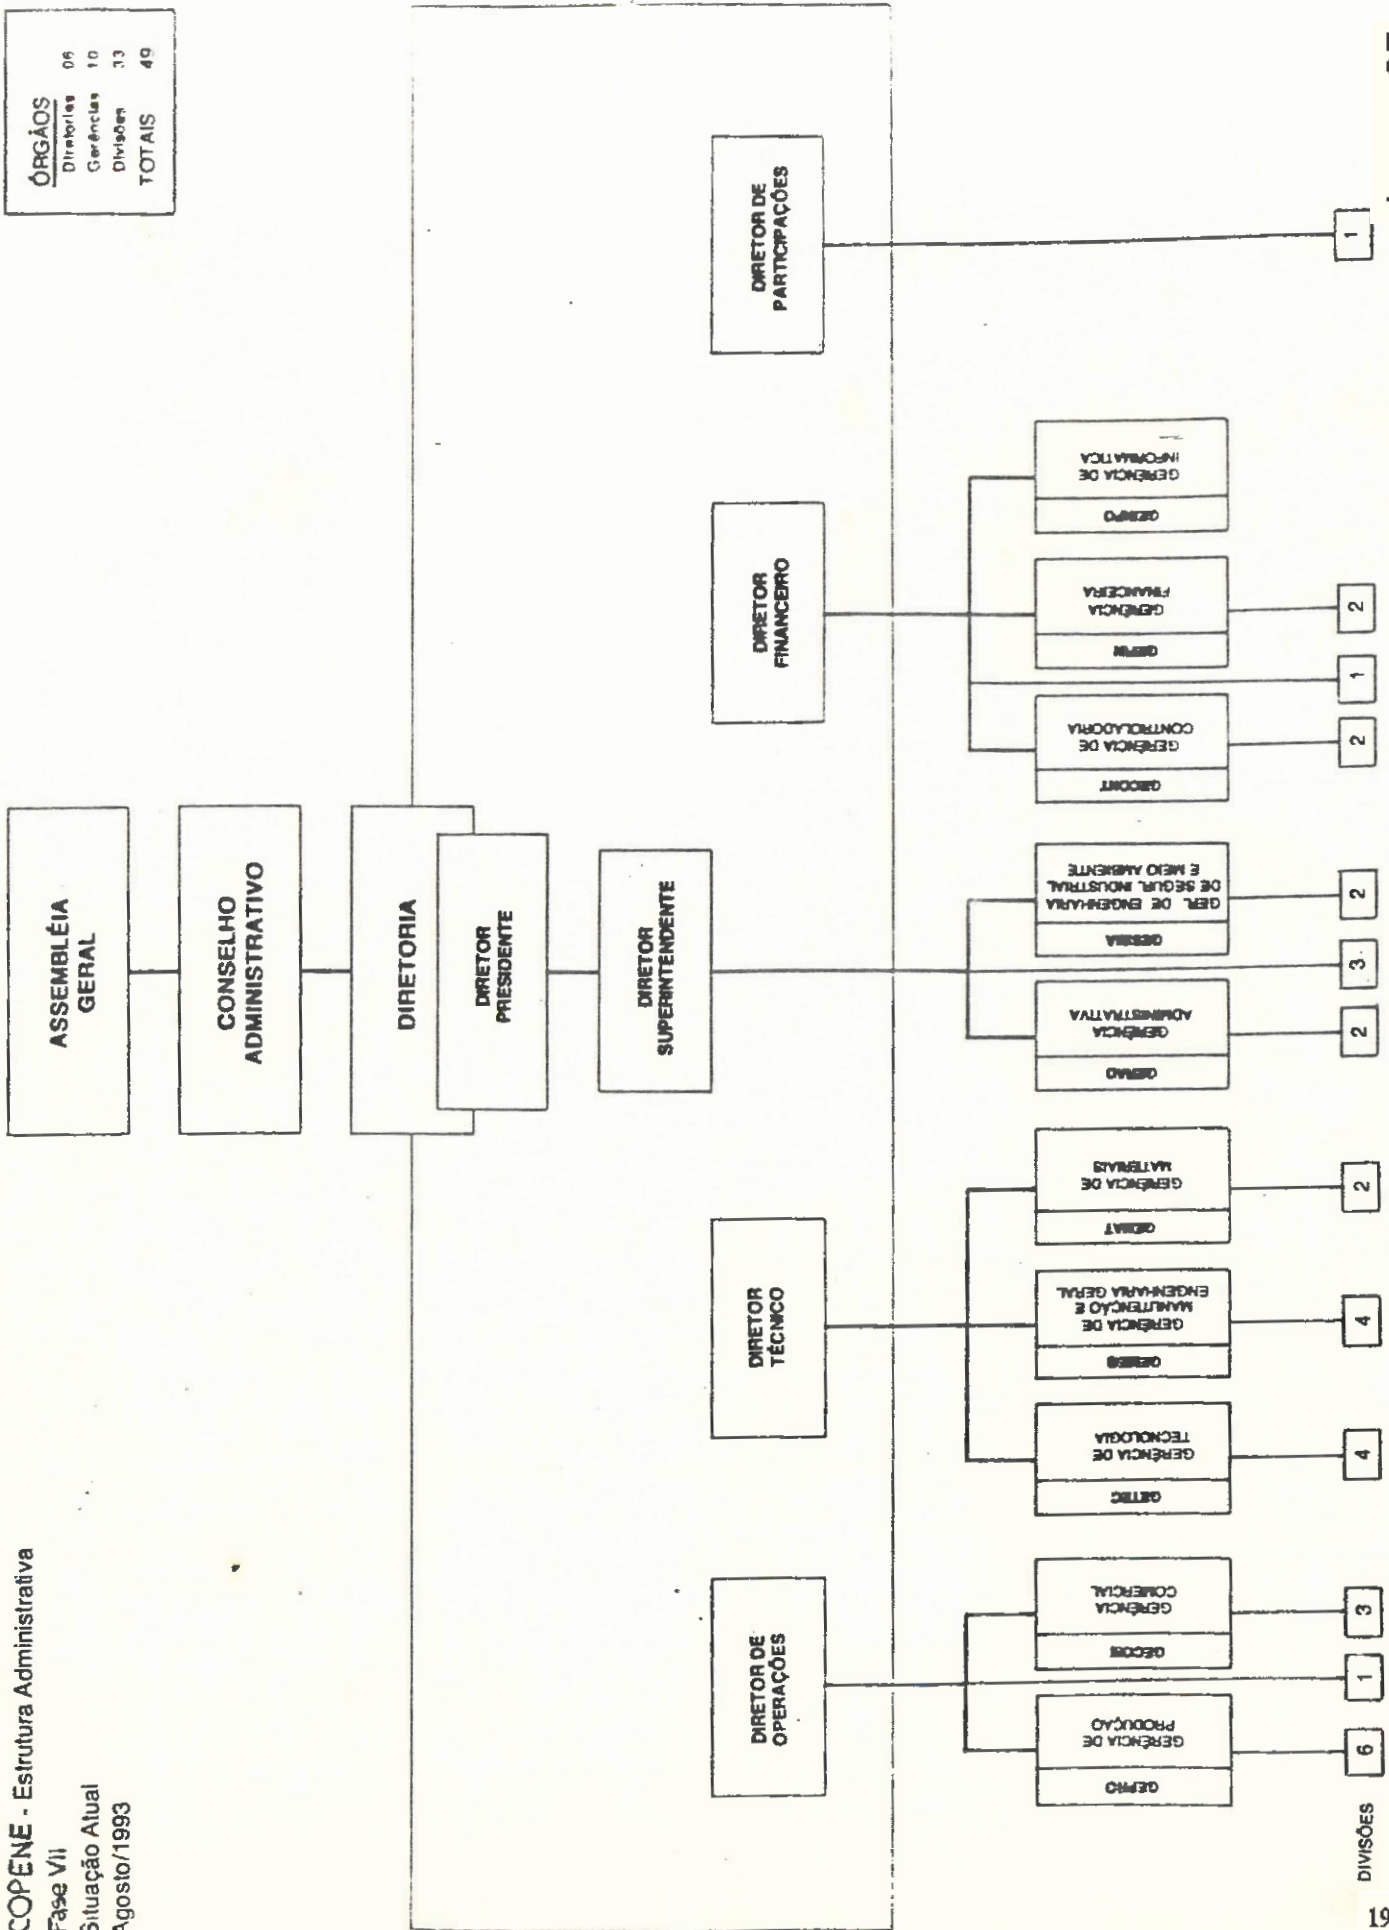 COPENE - Estrutura Administrativa
Fase VII
Situação Atual
Agosto/1993
ÓRGÃOS
Diretorias 06
Gerências 10
Divisões 33
TOTAIS 49
ASSEMBLÉIA
GERAL
CONSELHO
ADMINISTRATIVO
DIRETORIA
DIRETOR
PRESIDENTE
DIRETOR
SUPERINTENDENTE
DIRETOR DE
OPERAÇÕES
DIRETOR
TÉCNICO
DIRETOR
FINANCEIRO
DIRETOR DE
PARTICIPAÇÕES
GEPRO
GERÊNCIA DE
PRODUÇÃO
GECOM
GERÊNCIA
COMERCIAL
GETEC
GERÊNCIA DE
TECNOLOGIA
GERÊNCIA DE
MANUTENÇÃO E
ENGENHARIA GERAL
GEMAT
GERÊNCIA DE
MATERIAIS
GERAD
GERÊNCIA
ADMINISTRATIVA
GER. DE ENGENHARIA
DE SEGUR. INDUSTRIAL
E MEIO AMBIENTE
GECONT
GERÊNCIA DE
CONTROLADORIA
GEFIN
GERÊNCIA
FINANCEIRA
GERÊNCIA DE
INFORMATICA
DIVISÕES 6 1 3 4 4 2 2 3 2 2 1 2 1
19